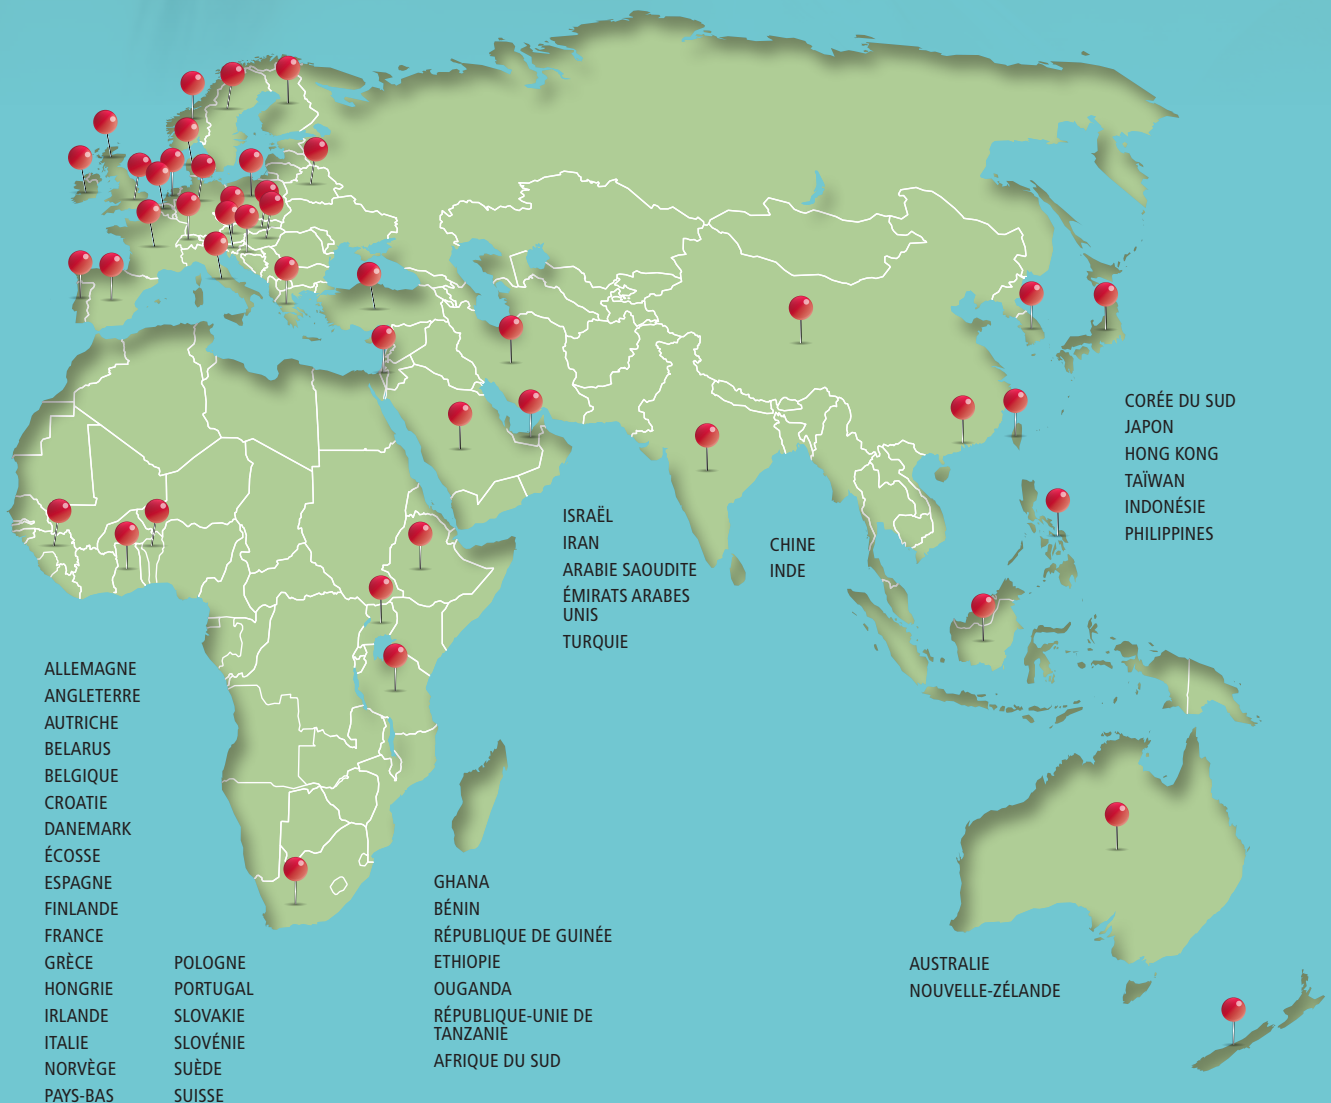 CORÉE DU SUD
JAPON
HONG KONG
TAÏWAN
INDONÉSIE
PHILIPPINES
ISRAËL
IRAN
ARABIE SAOUDITE
ÉMIRATS ARABES
UNIS
TURQUIE
CHINE
INDE
ALLEMAGNE
ANGLETERRE
AUTRICHE
BELARUS
BELGIQUE
CROATIE
DANEMARK
ÉCOSSE
ESPAGNE
FINLANDE
FRANCE
GRÈCE
HONGRIE
IRLANDE
ITALIE
NORVÈGE
PAYS-BAS
POLOGNE
PORTUGAL
SLOVAKIE
SLOVÉNIE
SUÈDE
SUISSE
GHANA
BÉNIN
RÉPUBLIQUE DE GUINÉE
ETHIOPIE
OUGANDA
RÉPUBLIQUE-UNIE DE
TANZANIE
AFRIQUE DU SUD
AUSTRALIE
NOUVELLE-ZÉLANDE